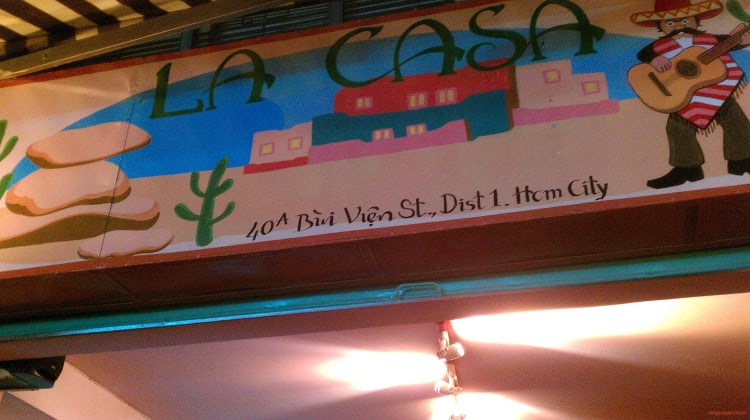 LA CASA
40A Bùi Viện St., Dist 1. Hcm City